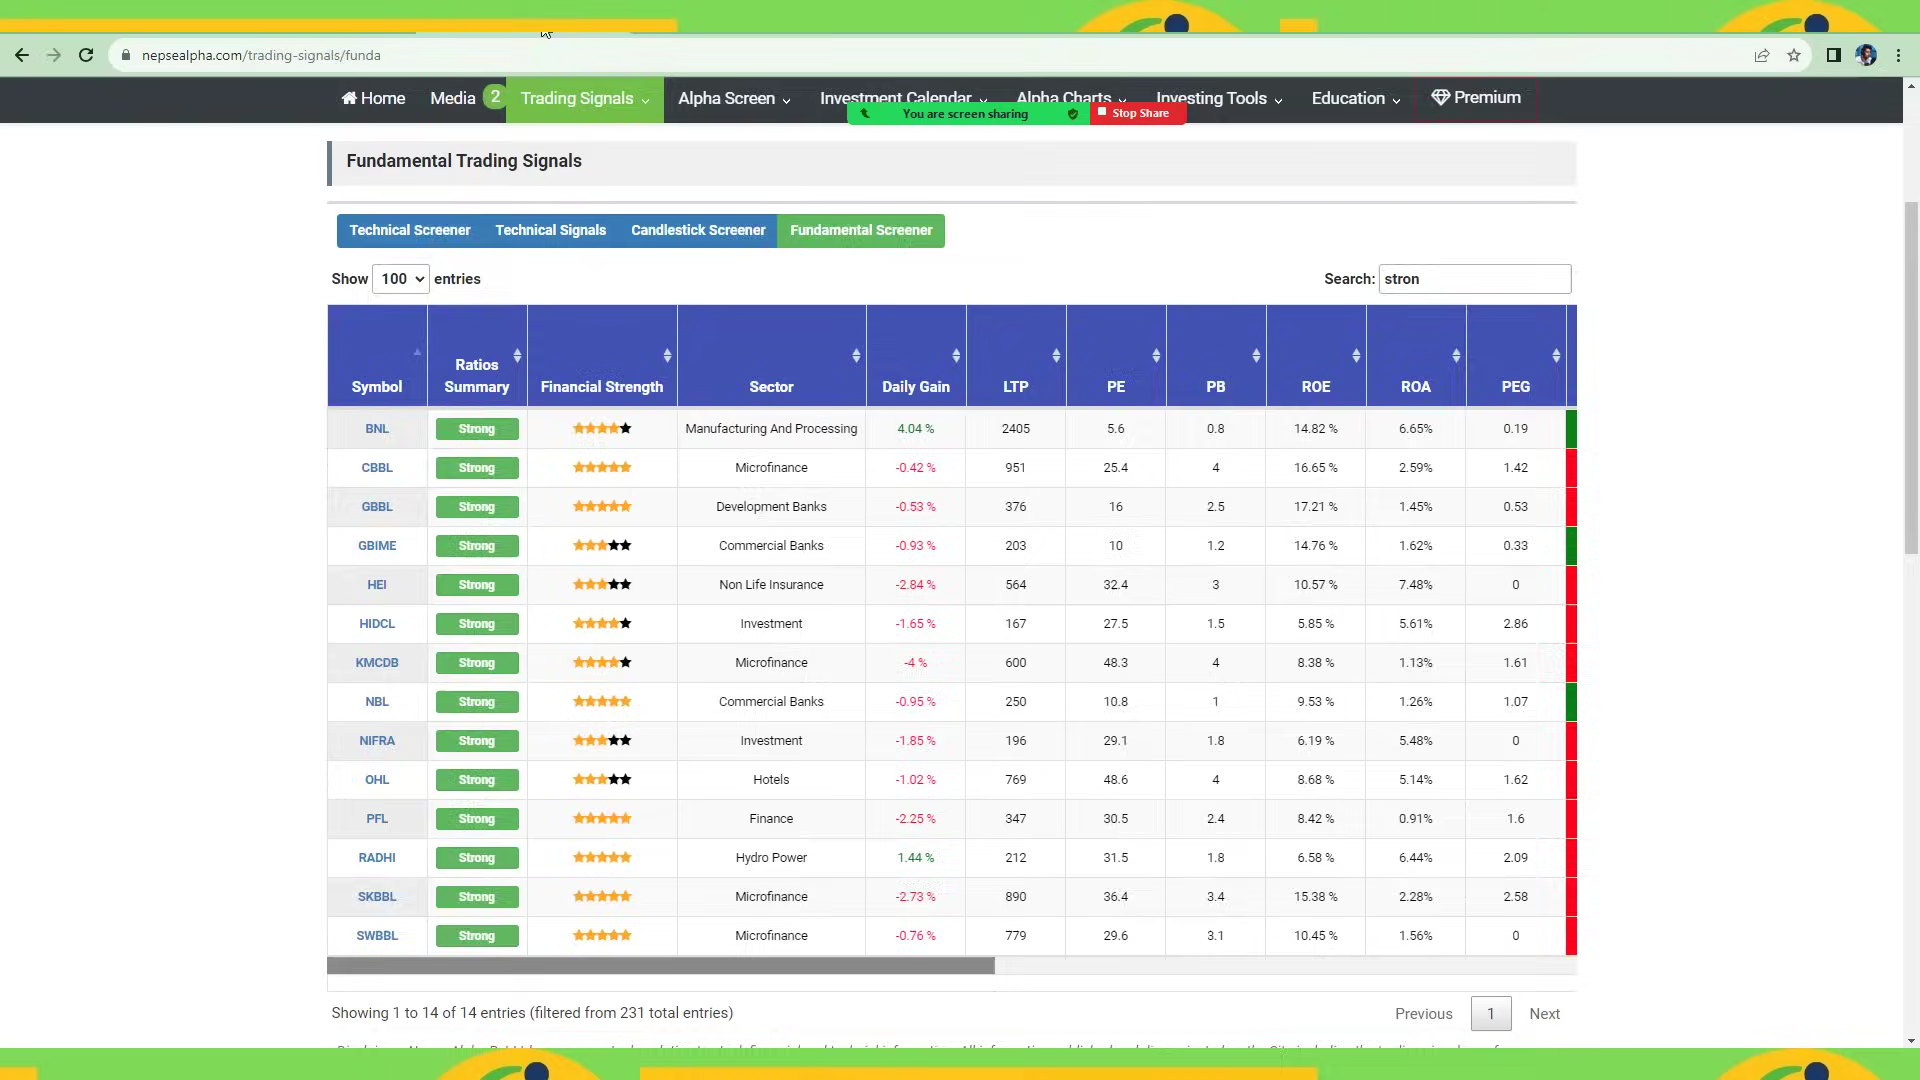 nepsealpha.com/trading-signals/funda
Home Media 2 Trading Signals Alpha Screen Investment Calendar Alpha Charts Investing Tools Education Premium
You are screen sharing Stop Share
Fundamental Trading Signals
Technical Screener Technical Signals Candlestick Screener Fundamental Screener
Show 100 entries Search: stron
Symbol Ratios Summary Financial Strength Sector Daily Gain LTP PE PB ROE ROA PEG
BNL Strong Manufacturing And Processing 4.04 % 2405 5.6 0.8 14.82 % 6.65% 0.19
CBBL Strong Microfinance -0.42 % 951 25.4 4 16.65 % 2.59% 1.42
GBBL Strong Development Banks -0.53 % 376 16 2.5 17.21 % 1.45% 0.53
GBIME Strong Commercial Banks -0.93 % 203 10 1.2 14.76 % 1.62% 0.33
HEI Strong Non Life Insurance -2.84 % 564 32.4 3 10.57 % 7.48% 0
HIDCL Strong Investment -1.65 % 167 27.5 1.5 5.85 % 5.61% 2.86
KMCDB Strong Microfinance -4 % 600 48.3 4 8.38 % 1.13% 1.61
NBL Strong Commercial Banks -0.95 % 250 10.8 1 9.53 % 1.26% 1.07
NIFRA Strong Investment -1.85 % 196 29.1 1.8 6.19 % 5.48% 0
OHL Strong Hotels -1.02 % 769 48.6 4 8.68 % 5.14% 1.62
PFL Strong Finance -2.25 % 347 30.5 2.4 8.42 % 0.91% 1.6
RADHI Strong Hydro Power 1.44 % 212 31.5 1.8 6.58 % 6.44% 2.09
SKBBL Strong Microfinance -2.73 % 890 36.4 3.4 15.38 % 2.28% 2.58
SWBBL Strong Microfinance -0.76 % 779 29.6 3.1 10.45 % 1.56% 0
Showing 1 to 14 of 14 entries (filtered from 231 total entries) Previous 1 Next